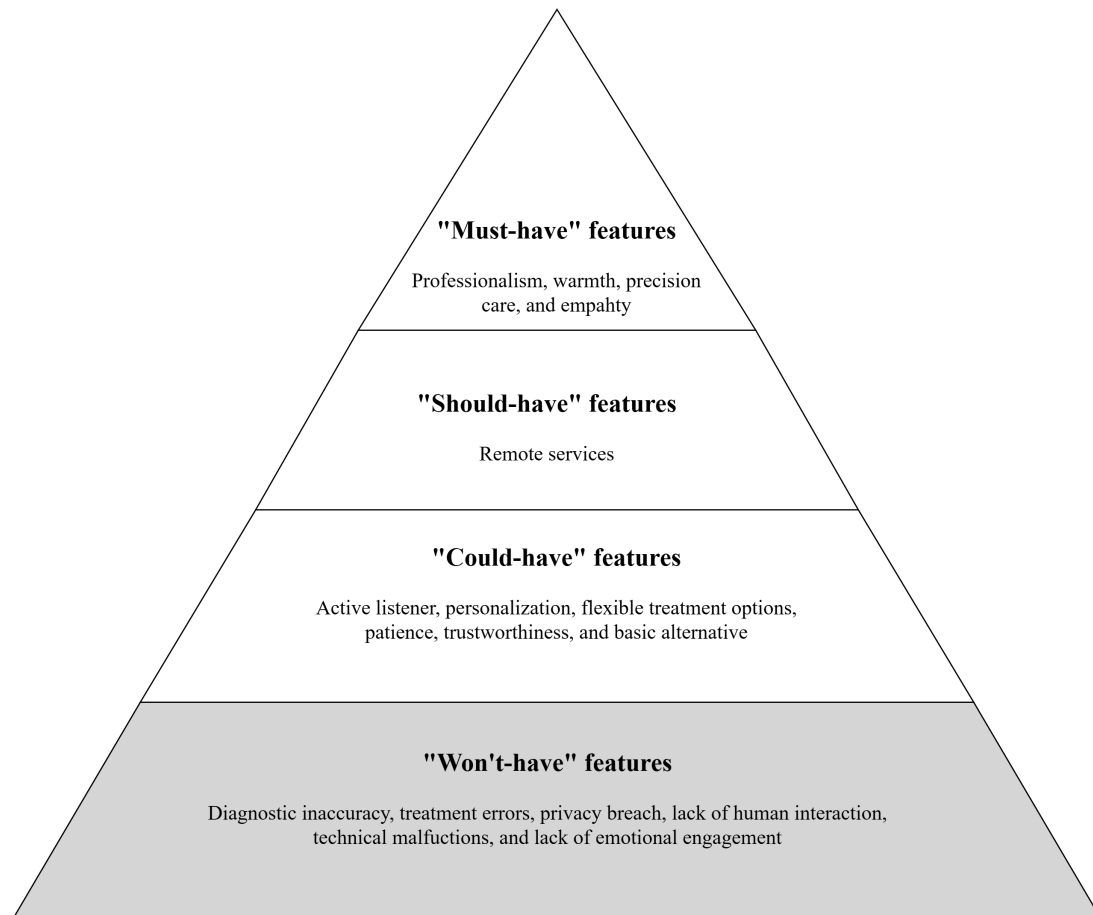 "Must-have" features
Professionalism, warmth, precision
care, and empahty
"Should-have" features
Remote services
"Could-have" features
Active listener, personalization, flexible treatment options,
patience, trustworthiness, and basic alternative
"Won't-have" features
Diagnostic inaccuracy, treatment errors, privacy breach, lack of human interaction,
technical malfuctions, and lack of emotional engagement